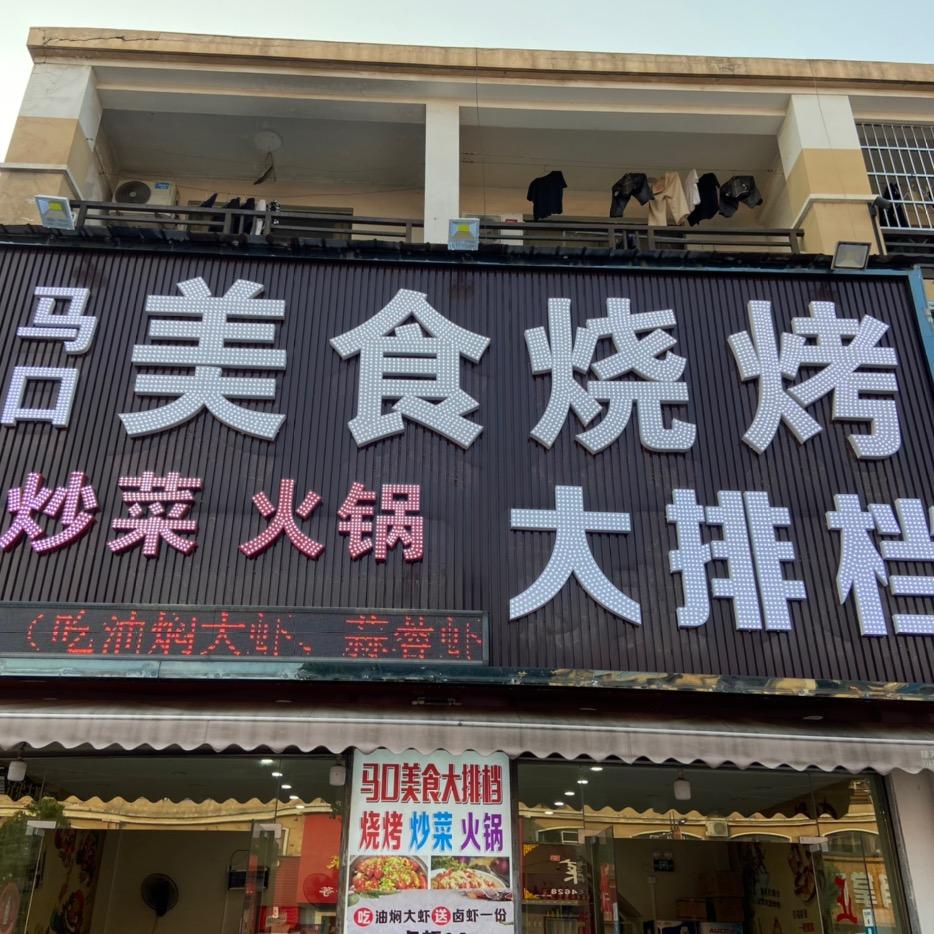 马口
美食烧烤
炒菜 火锅
大排档
(吃油焖大虾、蒜蓉虾
马口美食大排档
烧烤 炒菜 火锅
吃油焖大虾送卤虾一份
4628